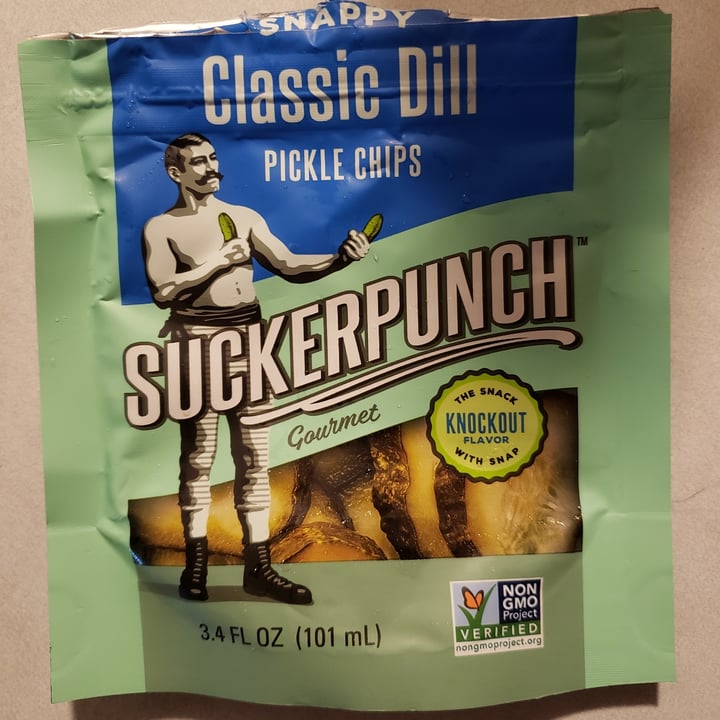 SNAPPY
Classic Dill
PICKLE CHIPS
SUCKERPUNCH™
Gourmet
THE SNACK
KNOCKOUT
FLAVOR
WITH SNAP
3.4 FL OZ (101 mL)
NON
GMO
Project
VERIFIED
nongmoproject.org